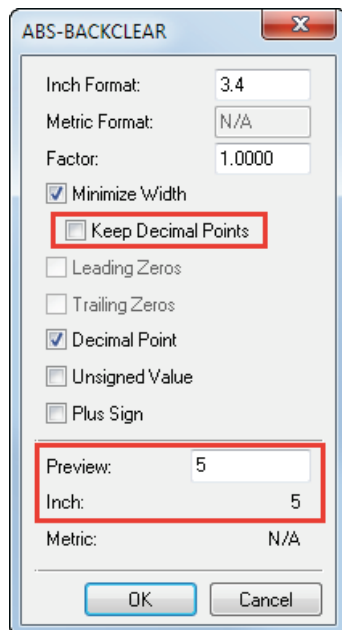 ABS-BACKCLEAR
Inch Format: 3.4
Metric Format: N/A
Factor: 1.0000
Minimize Width
Keep Decimal Points
Leading Zeros
Trailing Zeros
Decimal Point
Unsigned Value
Plus Sign
Preview: 5
Inch: 5
Metric: N/A
OK Cancel